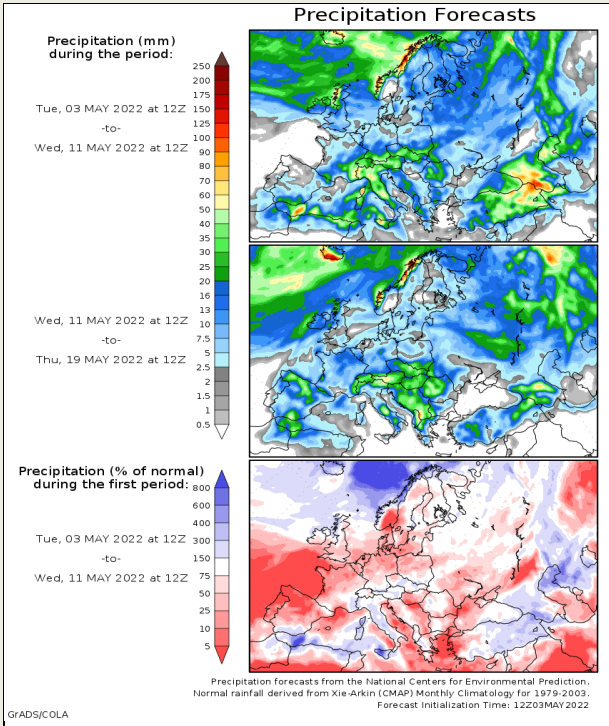 Precipitation Forecasts
Precipitation (mm)
during the period:
Tue, 03 MAY 2022 at 12Z
-to-
Wed, 11 MAY 2022 at 12Z
250
200
175
150
125
100
90
80
70
60
50
40
35
30
25
20
16
13
10
7.5
5
2.5
2
1.5
1
0.5
Wed, 11 MAY 2022 at 12Z
-to-
Thu, 19 MAY 2022 at 12Z
Precipitation (% of normal)
during the first period:
Tue, 03 MAY 2022 at 12Z
-to-
Wed, 11 MAY 2022 at 12Z
800
600
400
300
150
75
50
25
10
5
Precipitation forecasts from the National Centers for Environmental Prediction.
Normal rainfall derived from Xie-Arkin (CMAP) Monthly Climatology for 1979-2003.
Forecast Initialization Time: 12Z03MAY2022
GrADS/COLA